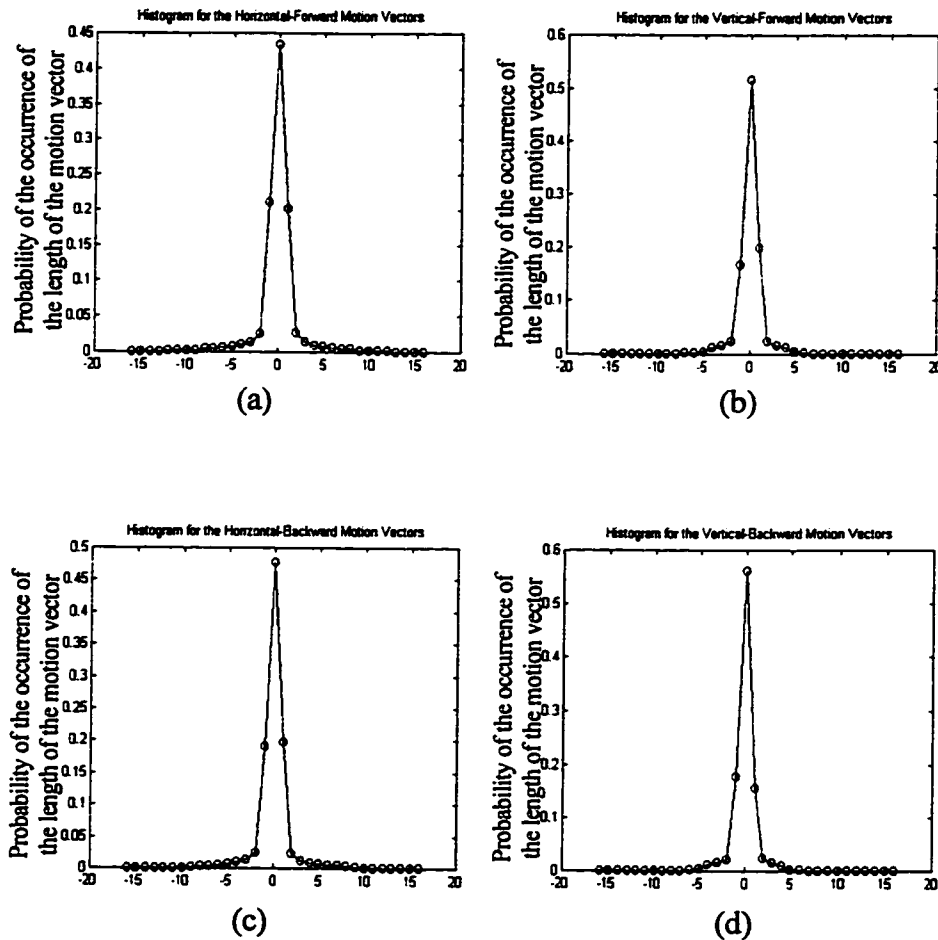 Histogram for the Horizontal-Forward Motion Vectors
Probability of the occurrence of
the length of the motion vector
0.45
0.4
0.35
0.3
0.25
0.2
0.15
0.1
0.05
0
-20 -15 -10 -5 0 5 10 15 20
(a)
Histogram for the Vertical-Forward Motion Vectors
Probability of the occurrence of
the length of the motion vector
0.6
0.5
0.4
0.3
0.2
0.1
0
-20 -15 -10 -5 0 5 10 15 20
(b)
Histogram for the Horizontal-Backward Motion Vectors
Probability of the occurrence of
the length of the motion vector
0.5
0.45
0.4
0.35
0.3
0.25
0.2
0.15
0.1
0.05
0
-20 -15 -10 -5 0 5 10 15 20
(c)
Histogram for the Vertical-Backward Motion Vectors
Probability of the occurrence of
the length of the motion vector
0.6
0.5
0.4
0.3
0.2
0.1
0
-20 -15 -10 -5 0 5 10 15 20
(d)